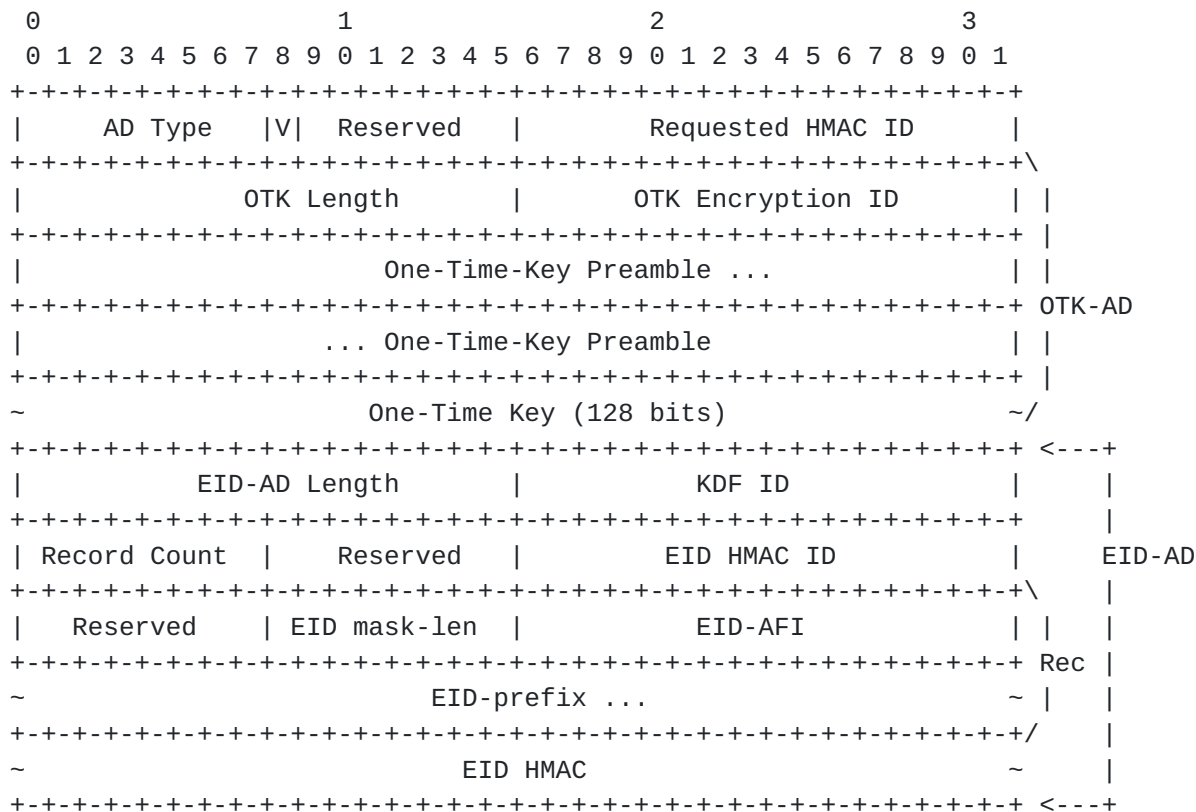 0                   1                   2                   3
 0 1 2 3 4 5 6 7 8 9 0 1 2 3 4 5 6 7 8 9 0 1 2 3 4 5 6 7 8 9 0 1
+-+-+-+-+-+-+-+-+-+-+-+-+-+-+-+-+-+-+-+-+-+-+-+-+-+-+-+-+-+-+-+-+
|     AD Type   |V|  Reserved   |        Requested HMAC ID      |
+-+-+-+-+-+-+-+-+-+-+-+-+-+-+-+-+-+-+-+-+-+-+-+-+-+-+-+-+-+-+-+-+\
|              OTK Length       |       OTK Encryption ID       | |
+-+-+-+-+-+-+-+-+-+-+-+-+-+-+-+-+-+-+-+-+-+-+-+-+-+-+-+-+-+-+-+-+ |
|                       One-Time-Key Preamble ...               | |
+-+-+-+-+-+-+-+-+-+-+-+-+-+-+-+-+-+-+-+-+-+-+-+-+-+-+-+-+-+-+-+-+ OTK-AD
|                   ... One-Time-Key Preamble                   | |
+-+-+-+-+-+-+-+-+-+-+-+-+-+-+-+-+-+-+-+-+-+-+-+-+-+-+-+-+-+-+-+-+ |
~                      One-Time Key (128 bits)                  ~/
+-+-+-+-+-+-+-+-+-+-+-+-+-+-+-+-+-+-+-+-+-+-+-+-+-+-+-+-+-+-+-+-+ <---+
|           EID-AD Length       |           KDF ID              |     |
+-+-+-+-+-+-+-+-+-+-+-+-+-+-+-+-+-+-+-+-+-+-+-+-+-+-+-+-+-+-+-+-+     |
| Record Count  |    Reserved   |         EID HMAC ID           |     EID-AD
+-+-+-+-+-+-+-+-+-+-+-+-+-+-+-+-+-+-+-+-+-+-+-+-+-+-+-+-+-+-+-+-+\    |
|   Reserved    | EID mask-len  |           EID-AFI             | |   |
+-+-+-+-+-+-+-+-+-+-+-+-+-+-+-+-+-+-+-+-+-+-+-+-+-+-+-+-+-+-+-+-+ Rec |
~                          EID-prefix ...                       ~ |   |
+-+-+-+-+-+-+-+-+-+-+-+-+-+-+-+-+-+-+-+-+-+-+-+-+-+-+-+-+-+-+-+-+/    |
~                            EID HMAC                           ~     |
+-+-+-+-+-+-+-+-+-+-+-+-+-+-+-+-+-+-+-+-+-+-+-+-+-+-+-+-+-+-+-+-+ <---+